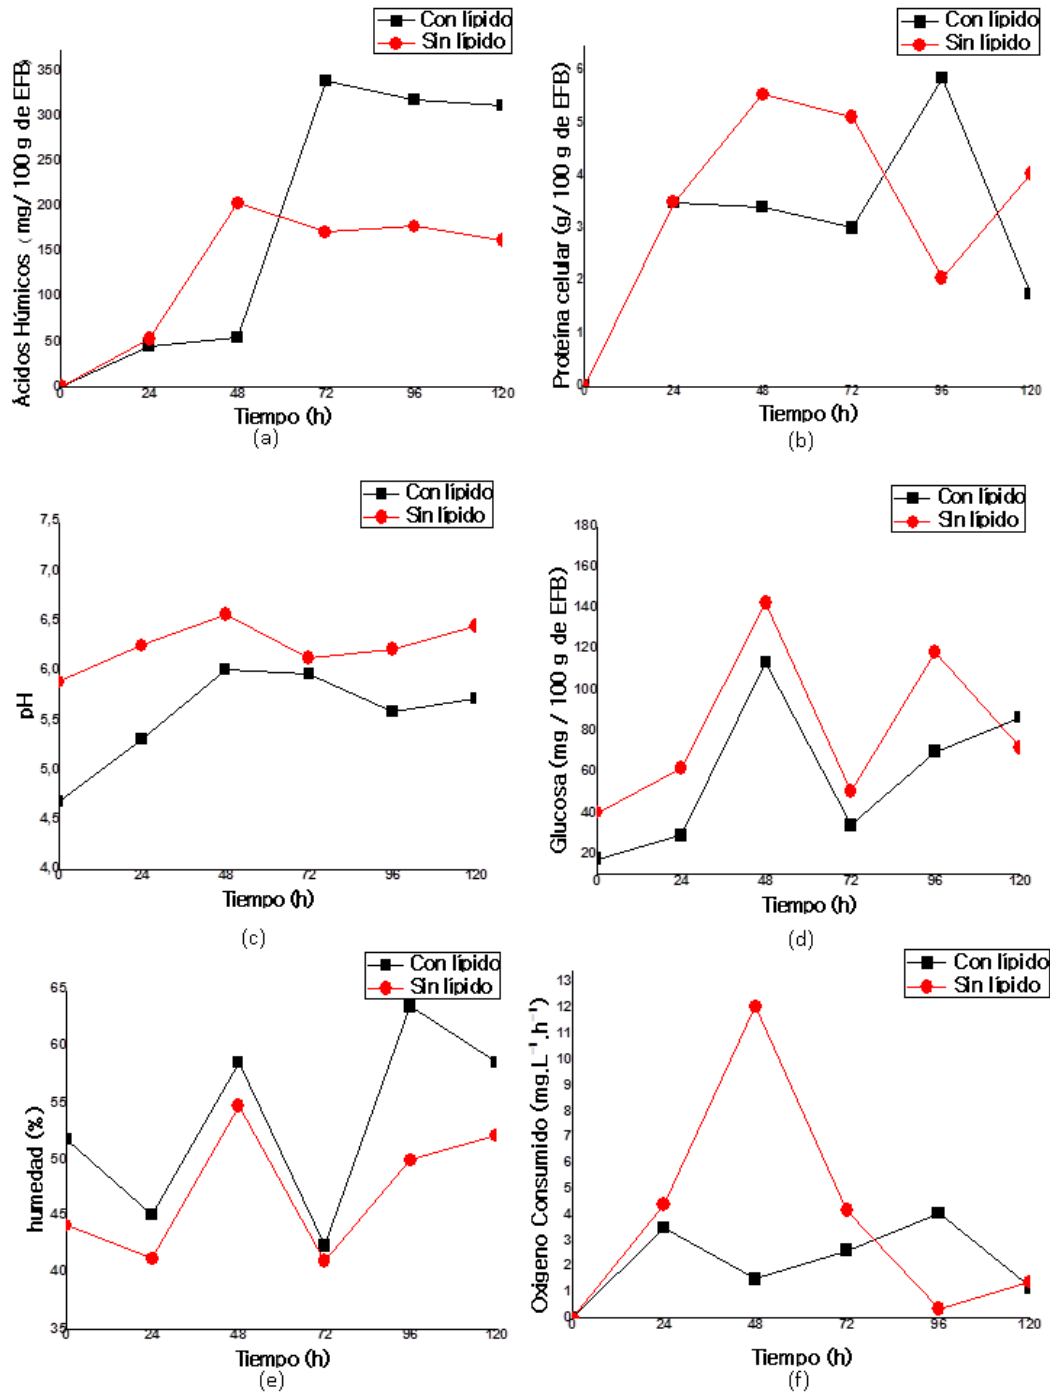 Con lípido
Sin lípido
Ácidos Húmicos ( mg/ 100 g de EFB)
350
300
250
200
150
100
50
0
0 24 48 72 96 120
Tiempo (h)
(a)
Con lípido
Sin lípido
Proteína celular (g/ 100 g de EFB)
6
5
4
3
2
1
0
0 24 48 72 96 120
Tiempo (h)
(b)
Con lípido
Sin lípido
pH
7,5
7,0
6,5
6,0
5,5
5,0
4,5
4,0
0 24 48 72 96 120
Tiempo (h)
(c)
Con lípido
Sin lípido
Glucosa (mg / 100 g de EFB)
180
160
140
120
100
80
60
40
20
0 24 48 72 96 120
Tiempo (h)
(d)
Con lípido
Sin lípido
humedad (%)
65
60
55
50
45
40
35
0 24 48 72 96 120
Tiempo (h)
(e)
Con lípido
Sin lípido
Oxigeno Consumido (mg.L⁻¹.h⁻¹)
13
12
11
10
9
8
7
6
5
4
3
2
1
0
0 24 48 72 96 120
Tiempo (h)
(f)